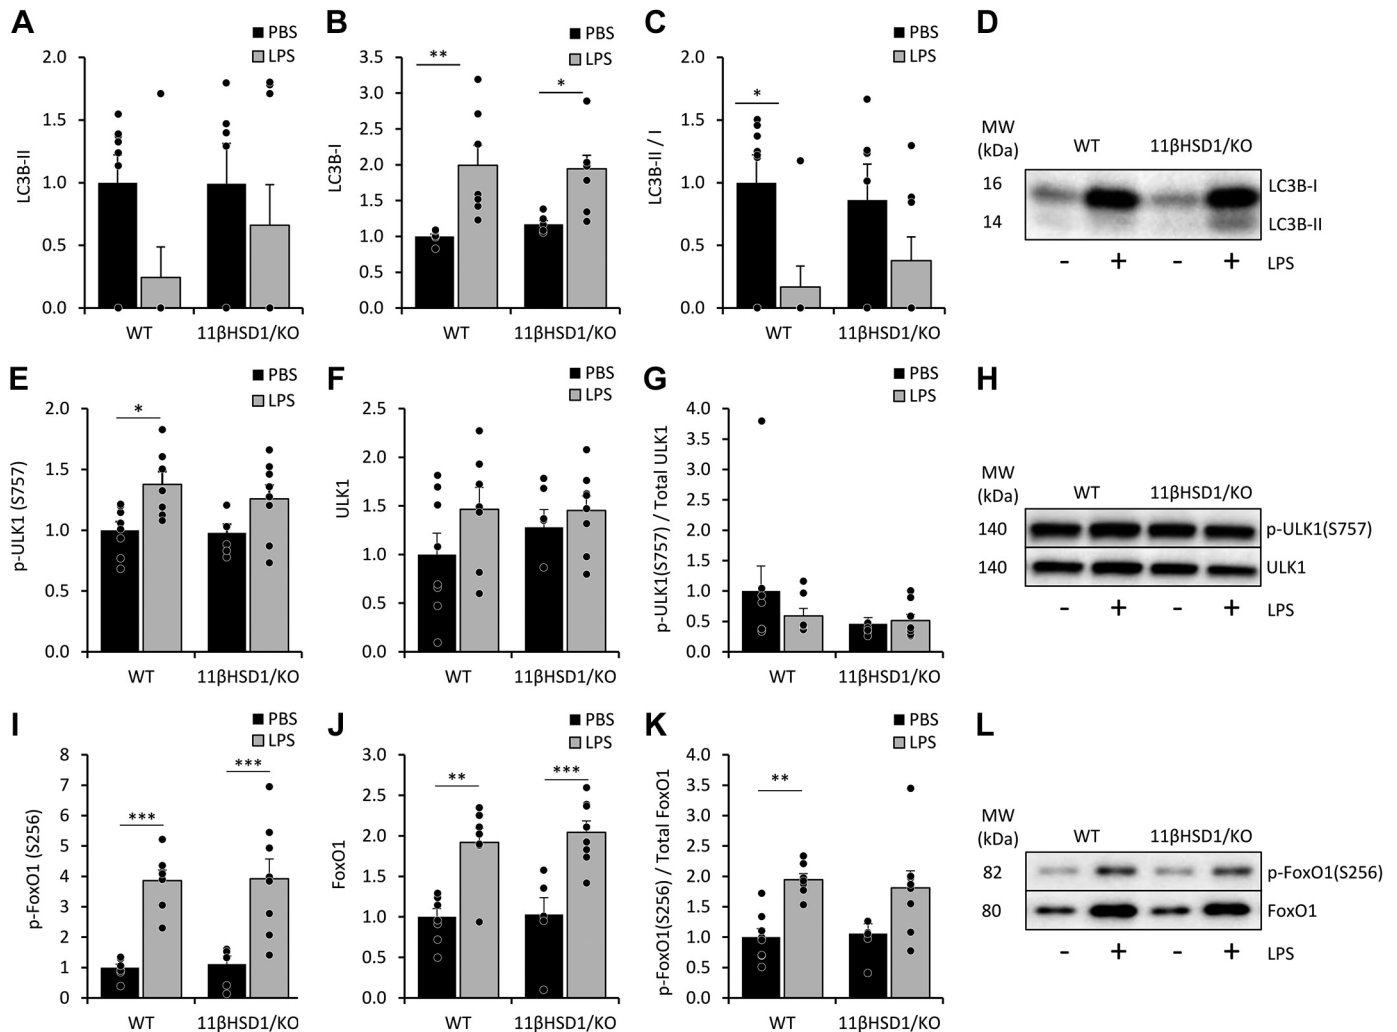 A
PBS
LPS
2.0
1.5
1.0
0.5
0.0
LC3B-II
WT
11βHSD1/KO
B
PBS
LPS
3.5
3.0
2.5
2.0
1.5
1.0
0.5
0.0
LC3B-I
**
*
WT
11βHSD1/KO
C
PBS
LPS
2.0
1.5
1.0
0.5
0.0
LC3B-II / I
*
WT
11βHSD1/KO
D
MW
(kDa)
WT
11βHSD1/KO
16
LC3B-I
14
LC3B-II
- + - + LPS
E
PBS
LPS
2.0
1.5
1.0
0.5
0.0
p-ULK1 (S757)
*
WT
11βHSD1/KO
F
PBS
LPS
2.5
2.0
1.5
1.0
0.5
0.0
ULK1
WT
11βHSD1/KO
G
PBS
LPS
4.0
3.5
3.0
2.5
2.0
1.5
1.0
0.5
0.0
p-ULK1(S757) / Total ULK1
WT
11βHSD1/KO
H
MW
(kDa)
WT
11βHSD1/KO
140
p-ULK1(S757)
140
ULK1
- + - + LPS
I
PBS
LPS
8
7
6
5
4
3
2
1
0
p-FoxO1 (S256)
***
***
WT
11βHSD1/KO
J
PBS
LPS
3.0
2.5
2.0
1.5
1.0
0.5
0.0
FoxO1
**
***
WT
11βHSD1/KO
K
PBS
LPS
4.0
3.5
3.0
2.5
2.0
1.5
1.0
0.5
0.0
p-FoxO1(S256) / Total FoxO1
**
WT
11βHSD1/KO
L
MW
(kDa)
WT
11βHSD1/KO
82
p-FoxO1(S256)
80
FoxO1
- + - + LPS